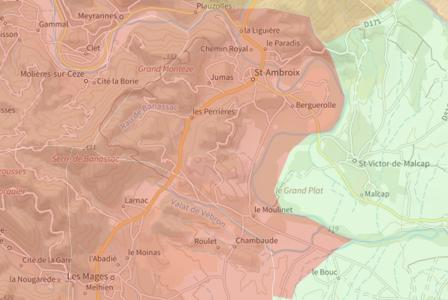 Plauzolles
Meyrannes
Gammal
la Liguière
D171
Clet
Chemin Royal
le Paradis
Molières-sur-Cèze
Grand Montèze
Cité la Borie
Jumas
St-Ambroix
Berguerolle
les Perrières
Serre de Banassac
St-Victor-de-Malcap
le Grand Plot
Malcap
Larnac
Valat de Vébron
le Moulinet
Roulet
Chambaude
le Moinas
l'Abadié
Cité de la Gare
le Bouc
la Nougarède
Les Mages
Melhien